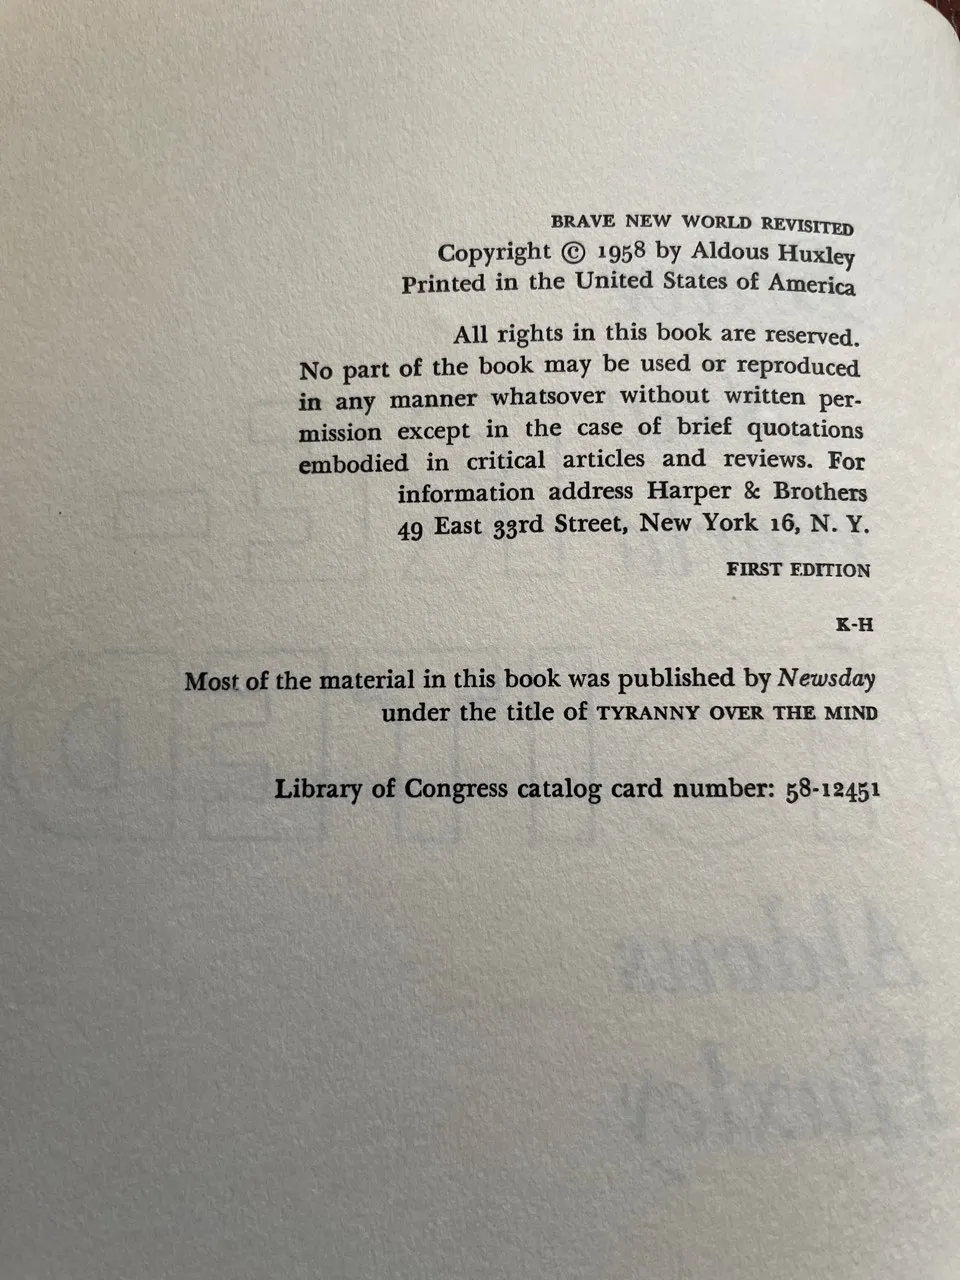 BRAVE NEW WORLD REVISITED
Copyright © 1958 by Aldous Huxley
Printed in the United States of America
All rights in this book are reserved.
No part of the book may be used or reproduced
in any manner whatsover without written per-
mission except in the case of brief quotations
embodied in critical articles and reviews. For
information address Harper & Brothers
49 East 33rd Street, New York 16, N. Y.
FIRST EDITION
K-H
Most of the material in this book was published by Newsday
under the title of TYRANNY OVER THE MIND
Library of Congress catalog card number: 58-12451
Aldous
Huxley